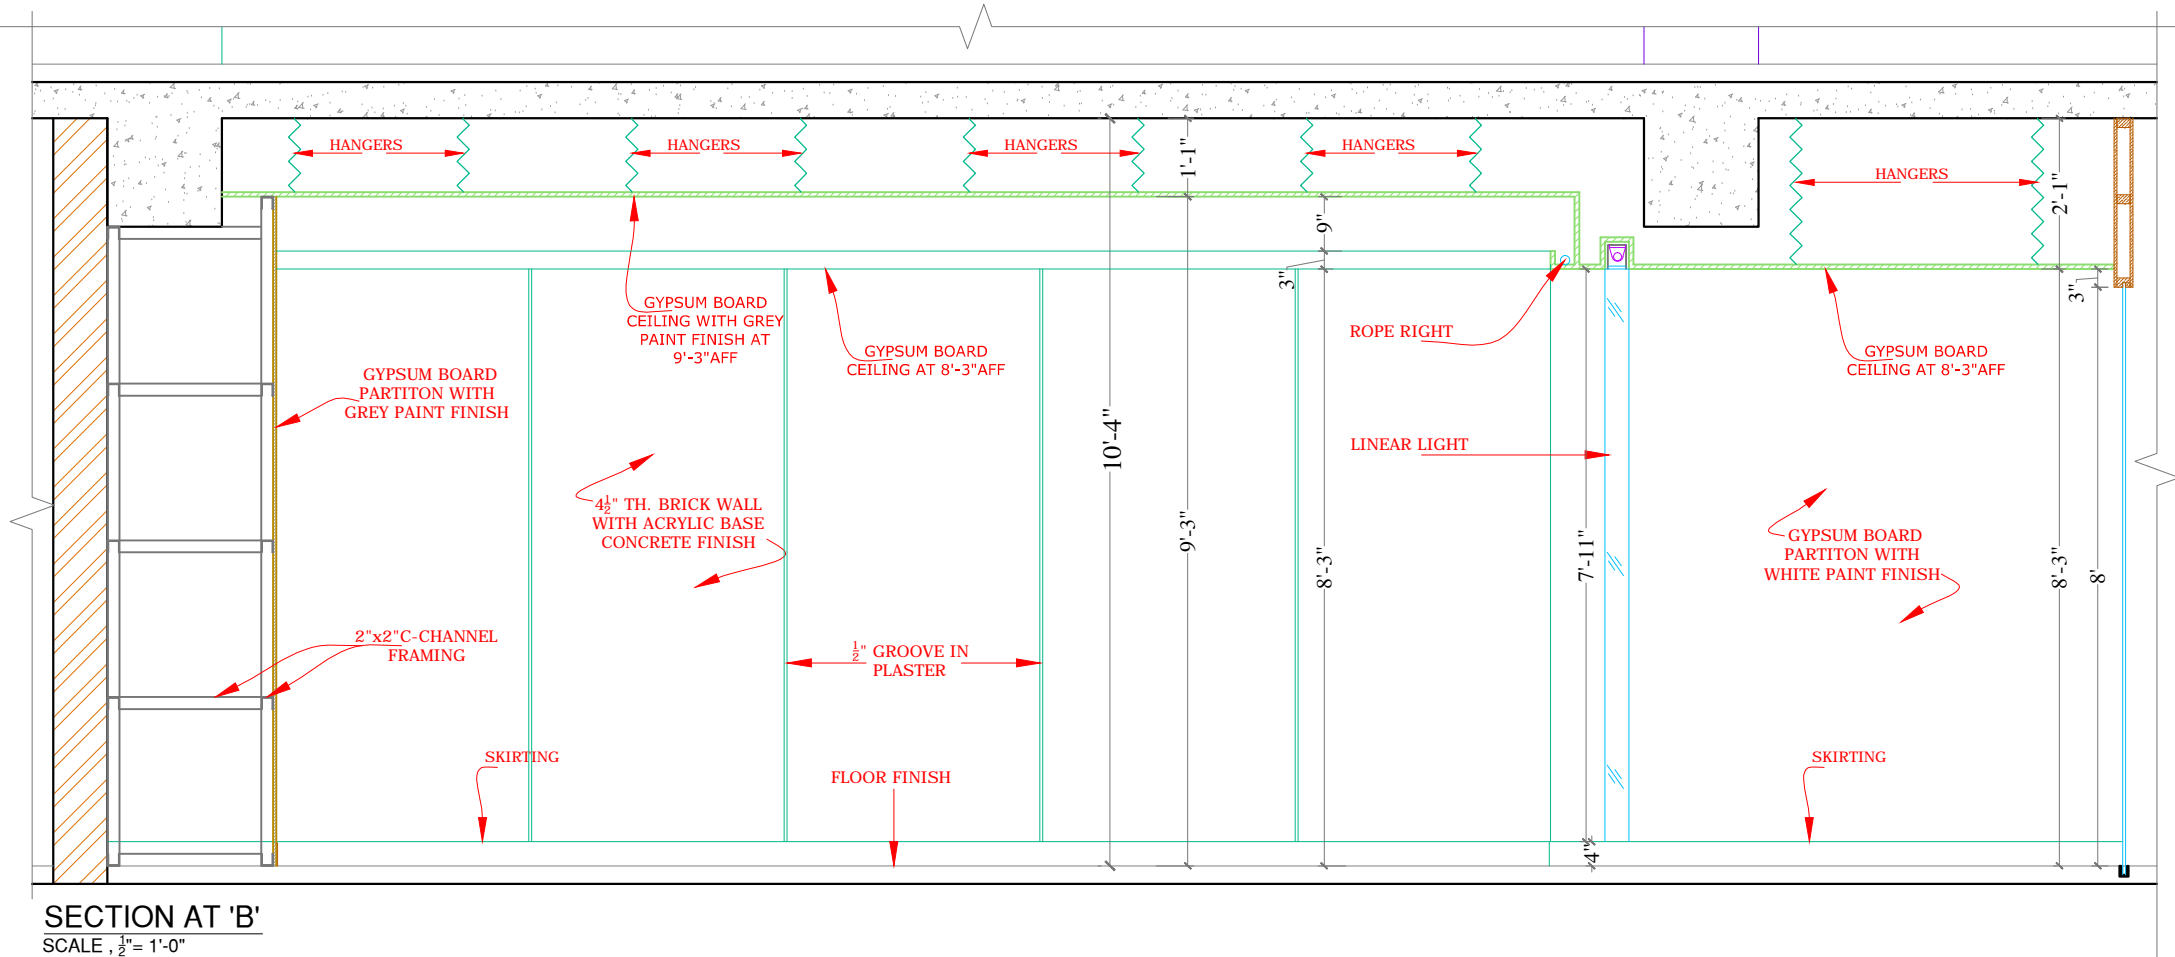 HANGERS
HANGERS
HANGERS
HANGERS
HANGERS
1'-1"
2'-1"
9"
3"
3"
GYPSUM BOARD
CEILING WITH GREY
PAINT FINISH AT
9'-3"AFF
GYPSUM BOARD
CEILING AT 8'-3"AFF
ROPE RIGHT
GYPSUM BOARD
CEILING AT 8'-3"AFF
GYPSUM BOARD
PARTITON WITH
GREY PAINT FINISH
10'-4"
LINEAR LIGHT
4½" TH. BRICK WALL
WITH ACRYLIC BASE
CONCRETE FINISH
9'-3"
8'-3"
7'-11"
GYPSUM BOARD
PARTITON WITH
WHITE PAINT FINISH
8'-3"
8'
2"x2"C-CHANNEL
FRAMING
½" GROOVE IN
PLASTER
SKIRTING
FLOOR FINISH
SKIRTING
4"
SECTION AT 'B'
SCALE , ½"= 1'-0"